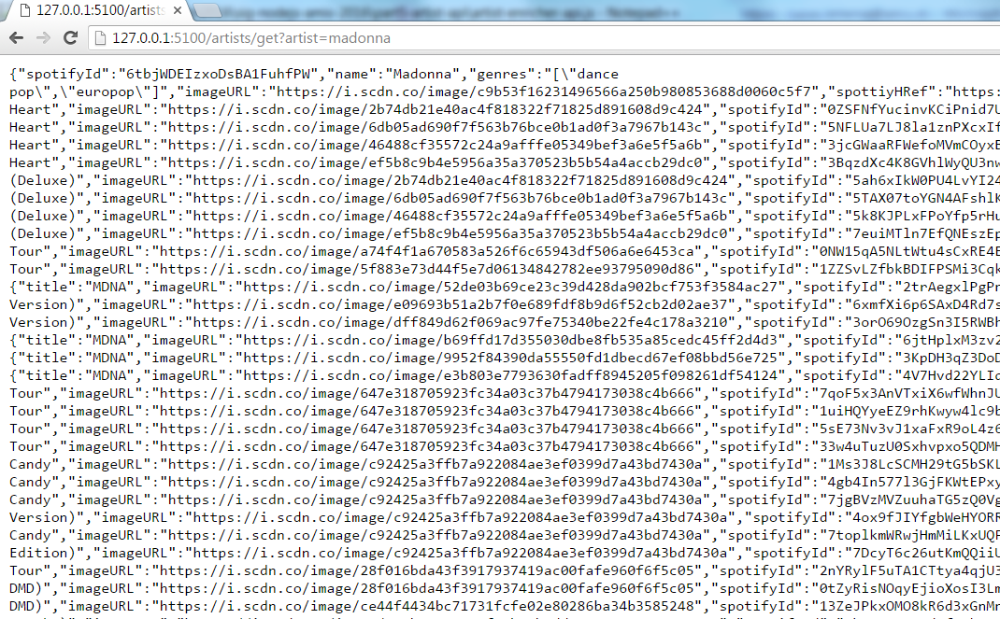 127.0.0.1:5100/artists
127.0.0.1:5100/artists/get?artist=madonna
{"spotifyId":"6tbjWDEIzxoDsBA1FuhfPW","name":"Madonna","genres":"[\"dance
pop\",\"europop\"]","imageURL":"https://i.scdn.co/image/c9b53f16231496566a250b980853688d0060c5f7","spottiyHRef":"https:
Heart","imageURL":"https://i.scdn.co/image/2b74db21e40ac4f818322f71825d891608d9c424","spotifyId":"0ZSFNfYucinvKCiPnid7U
Heart","imageURL":"https://i.scdn.co/image/6db05ad690f7f563b76bce0b1ad0f3a7967b143c","spotifyId":"5NFLUa7LJ8la1znPXcxIf
Heart","imageURL":"https://i.scdn.co/image/46488cf35572c24a9afffe05349bef3a6e5f5a6b","spotifyId":"3jcGWaaRFWefoMVmCOyxE
Heart","imageURL":"https://i.scdn.co/image/ef5b8c9b4e5956a35a370523b5b54a4accb29dc0","spotifyId":"3BqzdXc4K8GVhlWyQU3nw
(Deluxe)","imageURL":"https://i.scdn.co/image/2b74db21e40ac4f818322f71825d891608d9c424","spotifyId":"5ah6xIkW0PU4LvYI24
(Deluxe)","imageURL":"https://i.scdn.co/image/6db05ad690f7f563b76bce0b1ad0f3a7967b143c","spotifyId":"5TAX07toYGN4AFshlK
(Deluxe)","imageURL":"https://i.scdn.co/image/46488cf35572c24a9afffe05349bef3a6e5f5a6b","spotifyId":"5k8KJPLxFPoYfp5rHu
(Deluxe)","imageURL":"https://i.scdn.co/image/ef5b8c9b4e5956a35a370523b5b54a4accb29dc0","spotifyId":"7euiMTln7EfQNEszEp
Tour","imageURL":"https://i.scdn.co/image/a74f4f1a670583a526f6c65943df506a6e6453ca","spotifyId":"0NW15qA5NLtWtu4sCxRE4E
Tour","imageURL":"https://i.scdn.co/image/5f883e73d44f5e7d06134842782ee93795090d86","spotifyId":"1ZZSvLZfbkBDIFPSMi3Cqk
{"title":"MDNA","imageURL":"https://i.scdn.co/image/52de03b69ce23c39d428da902bcf753f3584ac27","spotifyId":"2trAegxlPgPr
Version)","imageURL":"https://i.scdn.co/image/e09693b51a2b7f0e689fdf8b9d6f52cb2d02ae37","spotifyId":"6xmfXi6p6SAxD4Rd7s
Version)","imageURL":"https://i.scdn.co/image/dff849d62f069ac97fe75340be22fe4c178a3210","spotifyId":"3orO69OzgSn3I5RWBh
{"title":"MDNA","imageURL":"https://i.scdn.co/image/b69ffd17d355030dbe8fb535a85cedc45ff2d4d3","spotifyId":"6jtHplxM3zv2
{"title":"MDNA","imageURL":"https://i.scdn.co/image/9952f84390da55550fd1dbecd67ef08bbd56e725","spotifyId":"3KpDH3qZ3DoD
{"title":"MDNA","imageURL":"https://i.scdn.co/image/e3b803e7793630fadff8945205f098261df54124","spotifyId":"4V7Hvd22YLId
Tour","imageURL":"https://i.scdn.co/image/647e318705923fc34a03c37b4794173038c4b666","spotifyId":"7qoF5x3AnVTxiX6wfWhnJU
Tour","imageURL":"https://i.scdn.co/image/647e318705923fc34a03c37b4794173038c4b666","spotifyId":"1uiHQYyeEZ9rhKwyw4lc9b
Tour","imageURL":"https://i.scdn.co/image/647e318705923fc34a03c37b4794173038c4b666","spotifyId":"5sE73Nv3vJ1xaFxR9oL4z6
Tour","imageURL":"https://i.scdn.co/image/647e318705923fc34a03c37b4794173038c4b666","spotifyId":"33w4uTuzU0Sxhvpxo5QDMH
Candy","imageURL":"https://i.scdn.co/image/c92425a3ffb7a922084ae3ef0399d7a43bd7430a","spotifyId":"1Ms3J8LcSCMH29tG5bSKL
Candy","imageURL":"https://i.scdn.co/image/c92425a3ffb7a922084ae3ef0399d7a43bd7430a","spotifyId":"4gb4In577l3GjFKWtEPxy
Candy","imageURL":"https://i.scdn.co/image/c92425a3ffb7a922084ae3ef0399d7a43bd7430a","spotifyId":"7jgBVzMVZuuhaTG5zQ0Vg
Version)","imageURL":"https://i.scdn.co/image/c92425a3ffb7a922084ae3ef0399d7a43bd7430a","spotifyId":"4ox9fJIYfgbWeHYORR
Candy","imageURL":"https://i.scdn.co/image/c92425a3ffb7a922084ae3ef0399d7a43bd7430a","spotifyId":"7toplkmWRwjHmMiLKxUQF
Edition)","imageURL":"https://i.scdn.co/image/c92425a3ffb7a922084ae3ef0399d7a43bd7430a","spotifyId":"7DcyT6c26utKmQQiiU
Tour","imageURL":"https://i.scdn.co/image/28f016bda43f3917937419ac00fafe960f6f5c05","spotifyId":"2nYRylF5uTA1CTtya4qjU3
DMD)","imageURL":"https://i.scdn.co/image/28f016bda43f3917937419ac00fafe960f6f5c05","spotifyId":"0tZyRisNOqyEjioXosI3Lm
DMD)","imageURL":"https://i.scdn.co/image/ce44f4434bc71731fcfe02e80286ba34b3585248","spotifyId":"13ZeJPkxOMO8kR6d3xGnMr